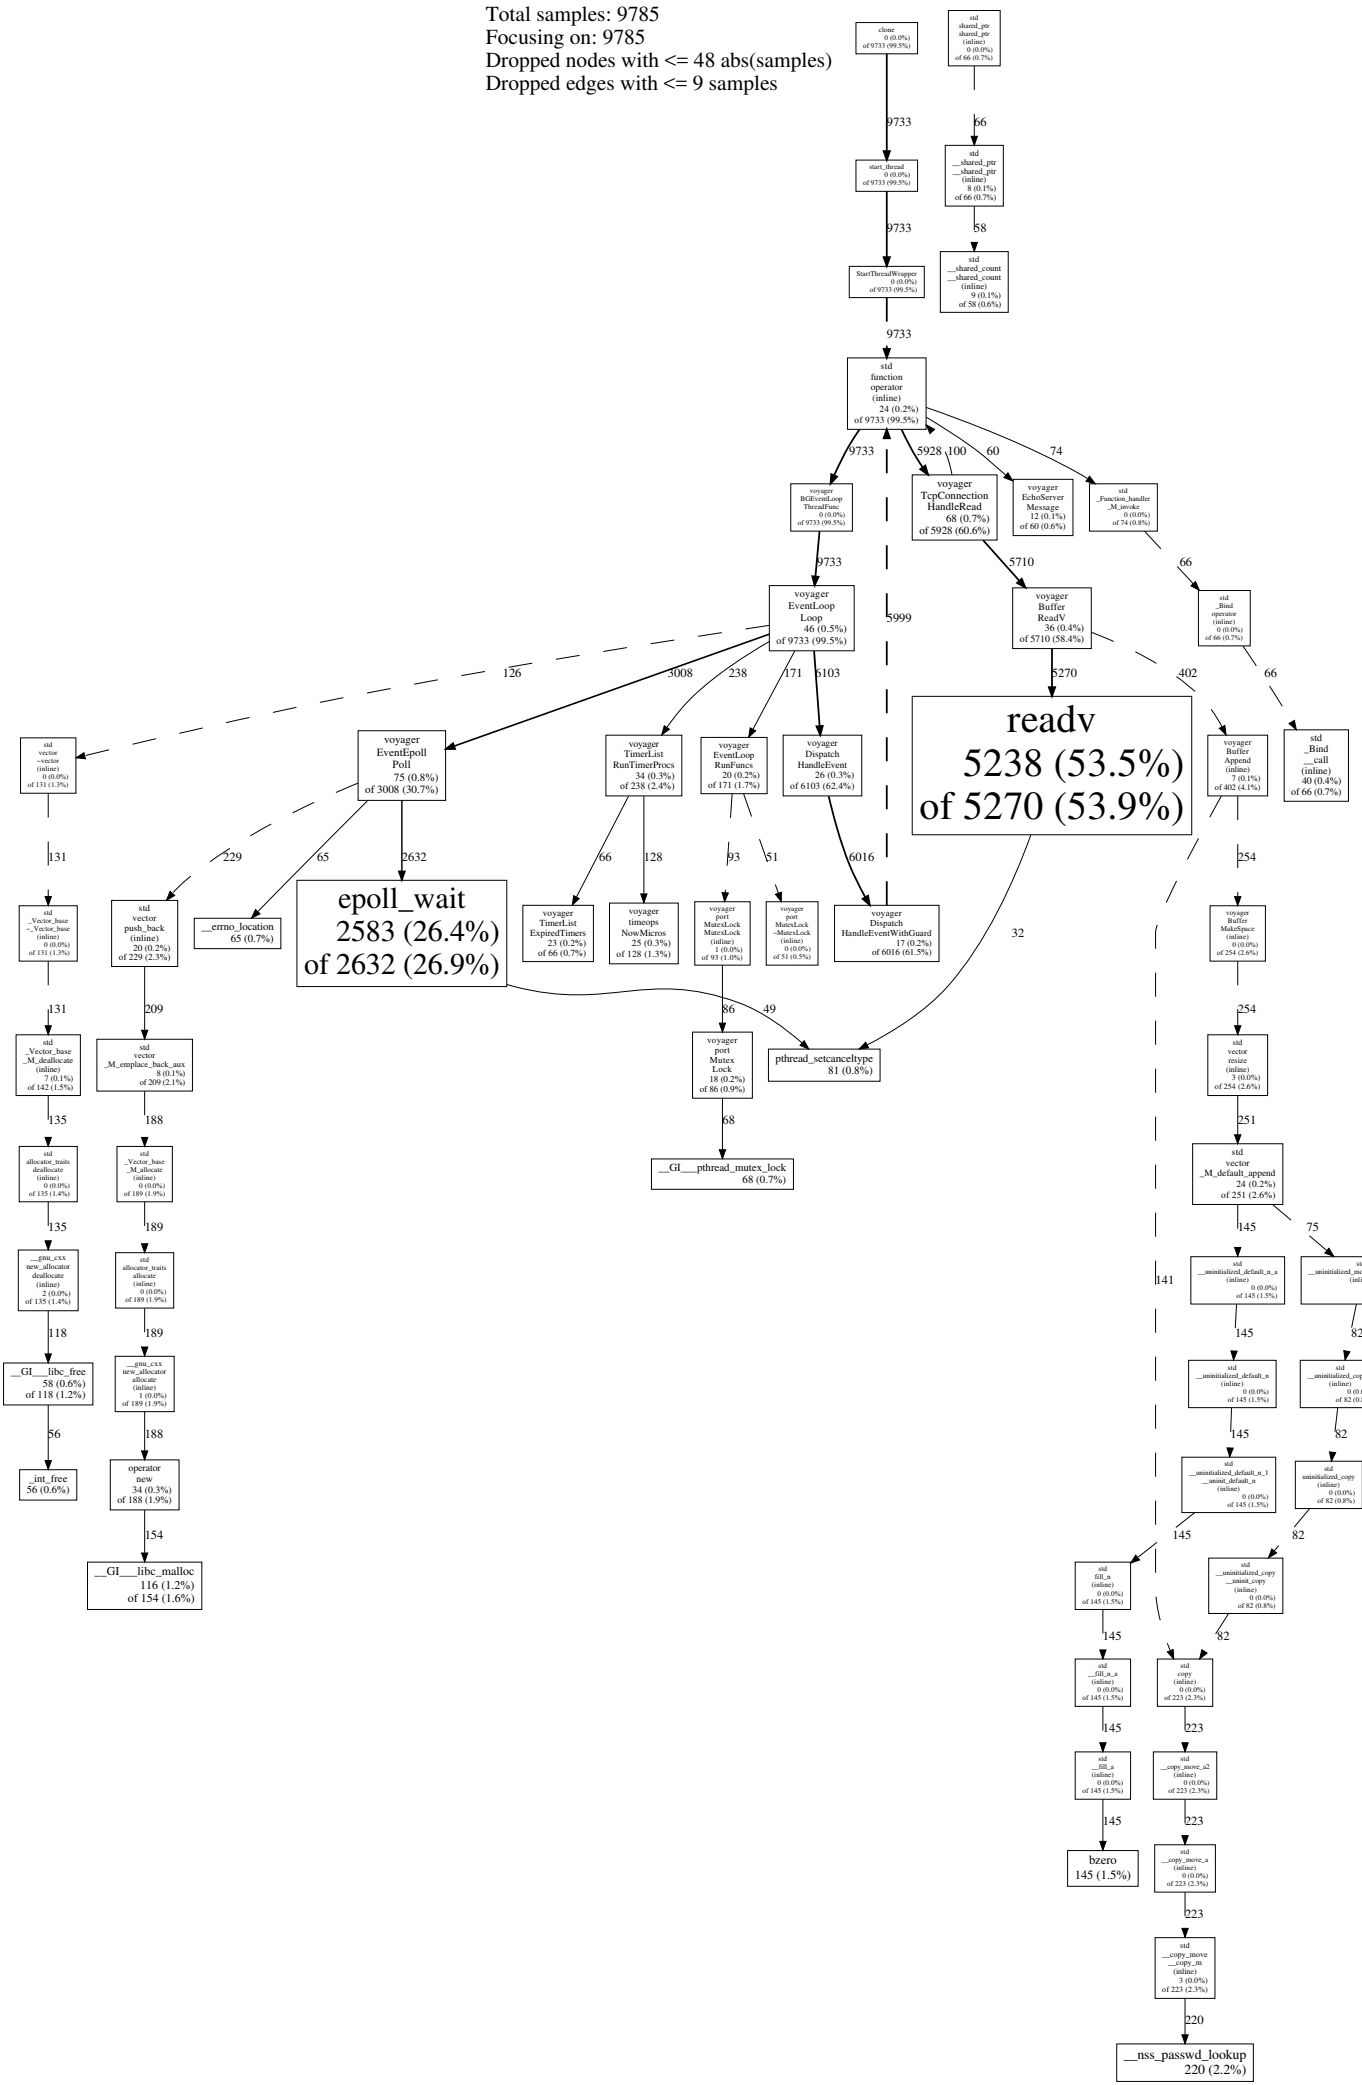 Total samples: 9785
Focusing on: 9785
Dropped nodes with <= 48 abs(samples)
Dropped edges with <= 9 samples
clone
0 (0.0%)
of 9733 (99.5%)
std
shared_ptr
shared_ptr
(inline)
0 (0.0%)
of 66 (0.7%)
9733
66
start_thread
0 (0.0%)
of 9733 (99.5%)
std
__shared_ptr
__shared_ptr
(inline)
8 (0.1%)
of 66 (0.7%)
9733
58
StartThreadWrapper
0 (0.0%)
of 9733 (99.5%)
std
__shared_count
__shared_count
(inline)
9 (0.1%)
of 58 (0.6%)
9733
std
function
operator
(inline)
24 (0.2%)
of 9733 (99.5%)
9733
5928
100
60
74
voyager
BGEventLoop
ThreadFunc
0 (0.0%)
of 9733 (99.5%)
voyager
TcpConnection
HandleRead
68 (0.7%)
of 5928 (60.6%)
voyager
EchoServer
Message
12 (0.1%)
of 60 (0.6%)
std
_Function_handler
_M_invoke
0 (0.0%)
of 74 (0.8%)
9733
5710
66
voyager
EventLoop
Loop
46 (0.5%)
of 9733 (99.5%)
5999
voyager
Buffer
ReadV
36 (0.4%)
of 5710 (58.4%)
std
_Bind
operator
(inline)
0 (0.0%)
of 66 (0.7%)
126
3008
238
171
6103
5270
402
66
std
vector
~vector
(inline)
0 (0.0%)
of 131 (1.3%)
voyager
EventEpoll
Poll
75 (0.8%)
of 3008 (30.7%)
voyager
TimerList
RunTimerProcs
34 (0.3%)
of 238 (2.4%)
voyager
EventLoop
RunFuncs
20 (0.2%)
of 171 (1.7%)
voyager
Dispatch
HandleEvent
26 (0.3%)
of 6103 (62.4%)
readv
5238 (53.5%)
of 5270 (53.9%)
voyager
Buffer
Append
(inline)
7 (0.1%)
of 402 (4.1%)
std
_Bind
__call
(inline)
40 (0.4%)
of 66 (0.7%)
131
229
65
2632
66
128
93
51
6016
254
std
_Vector_base
~_Vector_base
(inline)
0 (0.0%)
of 131 (1.3%)
std
vector
push_back
(inline)
20 (0.2%)
of 229 (2.3%)
__errno_location
65 (0.7%)
epoll_wait
2583 (26.4%)
of 2632 (26.9%)
voyager
TimerList
ExpiredTimers
23 (0.2%)
of 66 (0.7%)
voyager
timeops
NowMicros
25 (0.3%)
of 128 (1.3%)
voyager
port
MutexLock
MutexLock
(inline)
1 (0.0%)
of 93 (1.0%)
voyager
port
MutexLock
~MutexLock
(inline)
0 (0.0%)
of 51 (0.5%)
voyager
Dispatch
HandleEventWithGuard
17 (0.2%)
of 6016 (61.5%)
32
voyager
Buffer
MakeSpace
(inline)
0 (0.0%)
of 254 (2.6%)
131
209
49
86
254
std
_Vector_base
_M_deallocate
(inline)
7 (0.1%)
of 142 (1.5%)
std
vector
_M_emplace_back_aux
8 (0.1%)
of 209 (2.1%)
voyager
port
Mutex
Lock
18 (0.2%)
of 86 (0.9%)
pthread_setcanceltype
81 (0.8%)
std
vector
resize
(inline)
3 (0.0%)
of 254 (2.6%)
135
188
68
251
std
allocator_traits
deallocate
(inline)
0 (0.0%)
of 135 (1.4%)
std
_Vector_base
_M_allocate
(inline)
0 (0.0%)
of 189 (1.9%)
__GI___pthread_mutex_lock
68 (0.7%)
std
vector
_M_default_append
24 (0.2%)
of 251 (2.6%)
135
189
145
75
__gnu_cxx
new_allocator
deallocate
(inline)
2 (0.0%)
of 135 (1.4%)
std
allocator_traits
allocate
(inline)
0 (0.0%)
of 189 (1.9%)
141
std
__uninitialized_default_n_a
(inline)
0 (0.0%)
of 145 (1.5%)
118
189
145
82
__GI___libc_free
58 (0.6%)
of 118 (1.2%)
__gnu_cxx
new_allocator
allocate
(inline)
1 (0.0%)
of 189 (1.9%)
std
__uninitialized_default_n
(inline)
0 (0.0%)
of 145 (1.5%)
std
(inline)
56
188
145
82
_int_free
56 (0.6%)
operator
new
34 (0.3%)
of 188 (1.9%)
std
__uninitialized_default_n_1
__uninit_default_n
(inline)
0 (0.0%)
of 145 (1.5%)
std
uninitialized_copy
(inline)
0 (0.0%)
of 82 (0.8%)
154
145
82
__GI___libc_malloc
116 (1.2%)
of 154 (1.6%)
std
fill_n
(inline)
0 (0.0%)
of 145 (1.5%)
std
__uninitialized_copy
__uninit_copy
(inline)
0 (0.0%)
of 82 (0.8%)
145
82
std
__fill_n_a
(inline)
0 (0.0%)
of 145 (1.5%)
std
copy
(inline)
0 (0.0%)
of 223 (2.3%)
145
223
std
__fill_a
(inline)
0 (0.0%)
of 145 (1.5%)
std
__copy_move_a2
(inline)
0 (0.0%)
of 223 (2.3%)
145
223
bzero
145 (1.5%)
std
__copy_move_a
(inline)
0 (0.0%)
of 223 (2.3%)
223
std
__copy_move
__copy_m
(inline)
3 (0.0%)
of 223 (2.3%)
220
__nss_passwd_lookup
220 (2.2%)